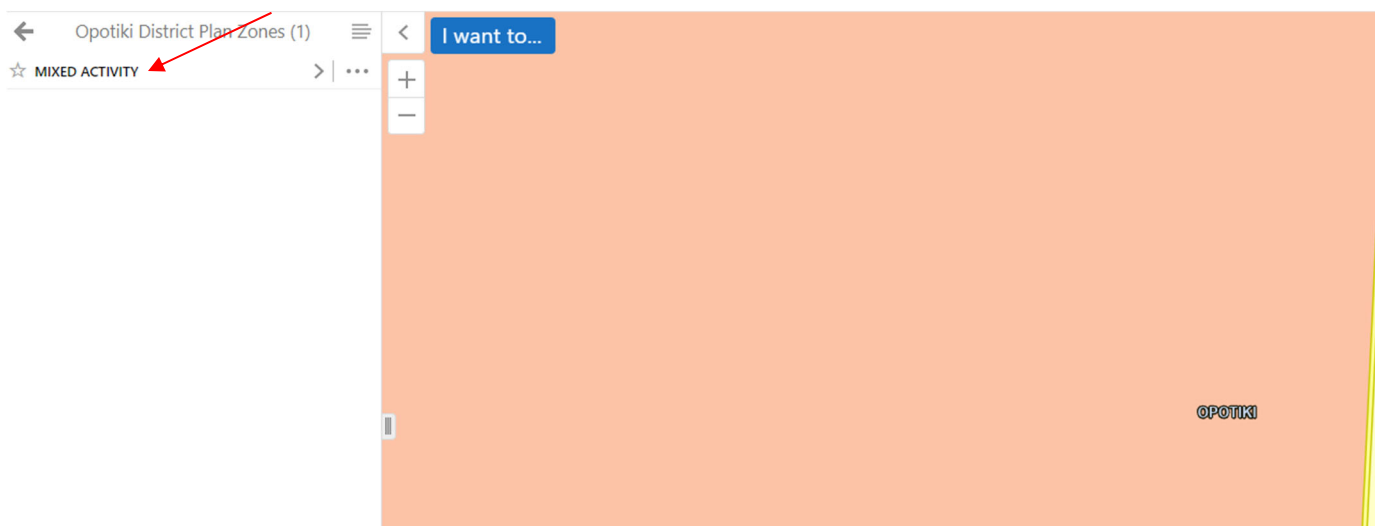 Opotiki District Plan Zones (1)
MIXED ACTIVITY
I want to...
OPOTIKI